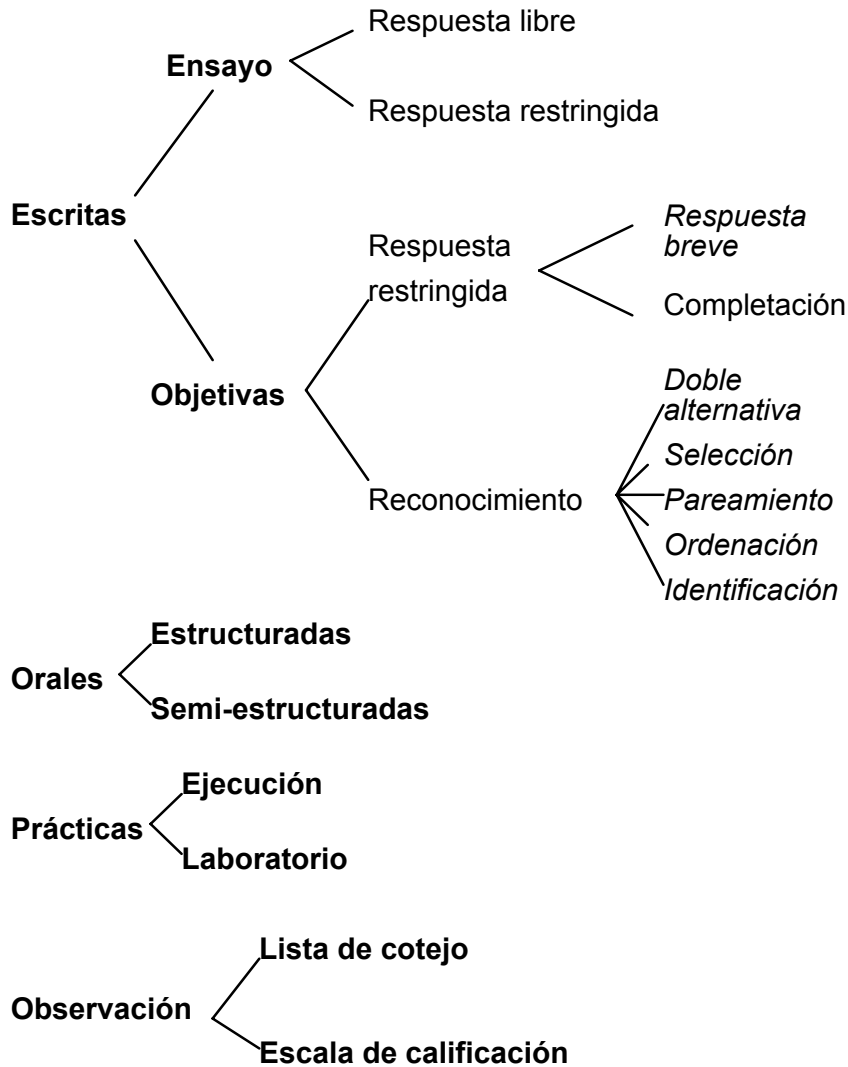 Respuesta libre
Ensayo
Respuesta restringida
Escritas
Respuesta
restringida
Respuesta
breve
Completación
Objetivas
Reconocimiento
Doble
alternativa
Selección
Pareamiento
Ordenación
Identificación
Estructuradas
Orales
Semi-estructuradas
Ejecución
Prácticas
Laboratorio
Lista de cotejo
Observación
Escala de calificación